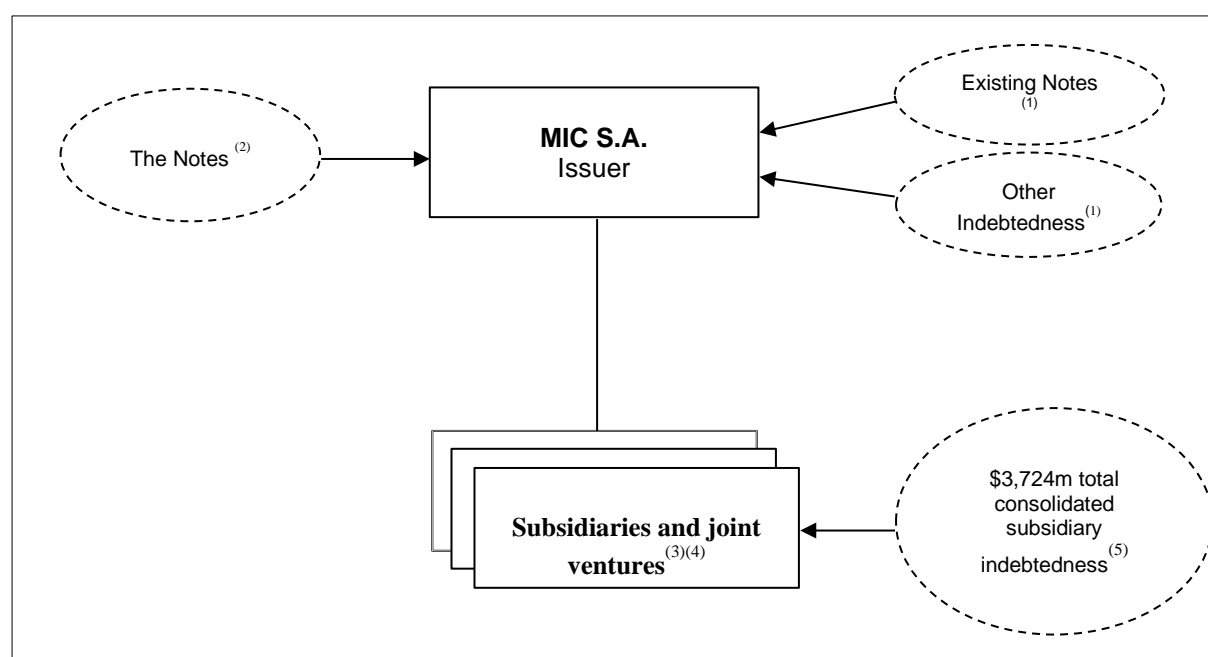 The Notes (2)
MIC S.A.
Issuer
Existing Notes
(1)
Other
Indebtedness(1)
Subsidiaries and joint
ventures(3)(4)
$3,724m total
consolidated
subsidiary
indebtedness(5)